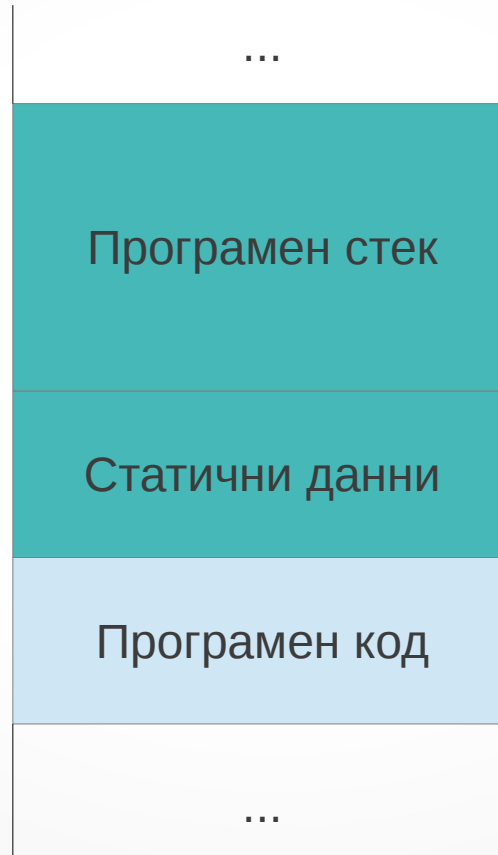 ...
Програмен стек
Статични данни
Програмен код
...